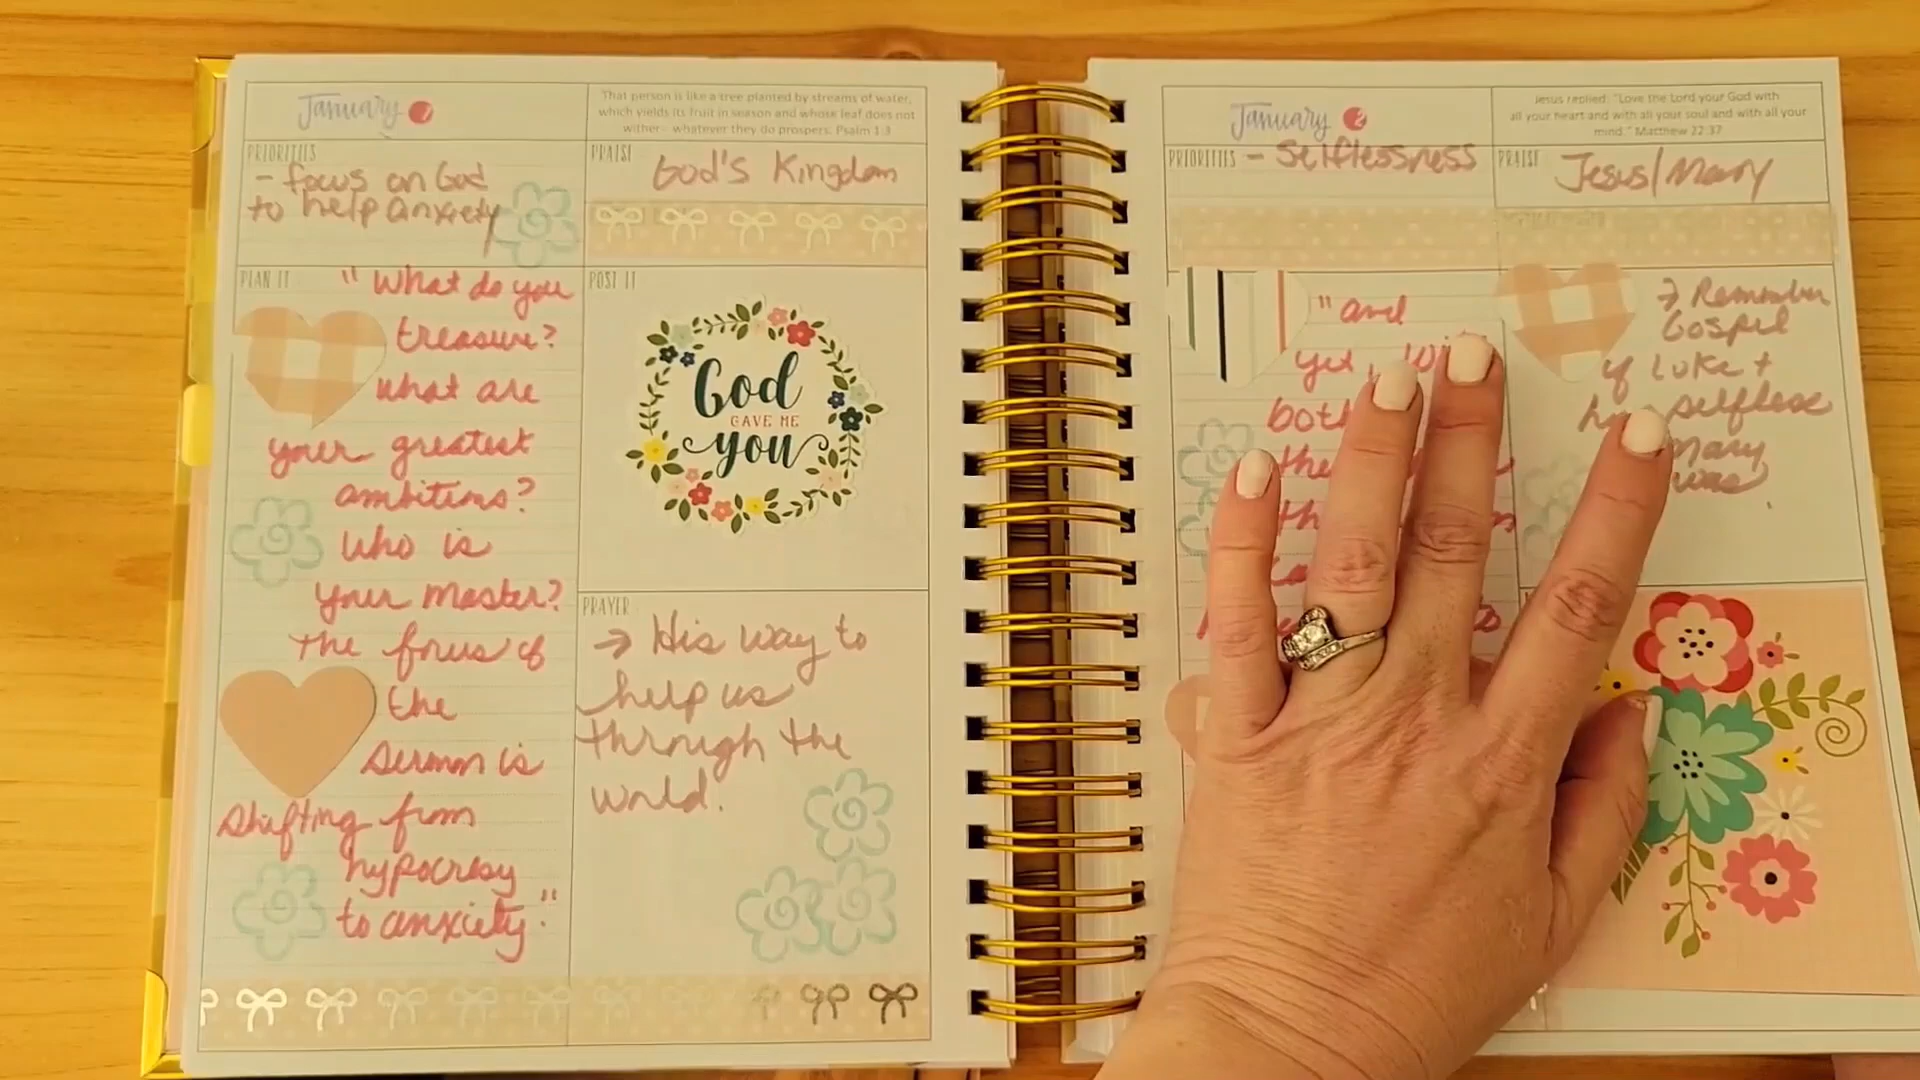 January 1
That person is like a tree planted by streams of water,
which yields its fruit in season and whose leaf does not
wither - whatever they do prospers. Psalm 1:3
PRIORITIES
- focus on God
to help anxiety
PRAISE
God's Kingdom
PLAN IT
"What do you
treasure?
What are
your greatest
ambitions?
Who is
your Master?
The focus of
the
Sermon is
shifting from
hypocrisy
to anxiety."
POST IT
God
GAVE ME
you
PRAYER
→ His way to
help us
through the
world.
January 2
Jesus replied: "Love the Lord your God with
all your heart and with all your soul and with all your
mind." Matthew 22:37
PRIORITIES - Selflessness
PRAISE
Jesus/Mary
"and
yet,
→ Remember
Gospel
of Luke +
selfless
Mary
was